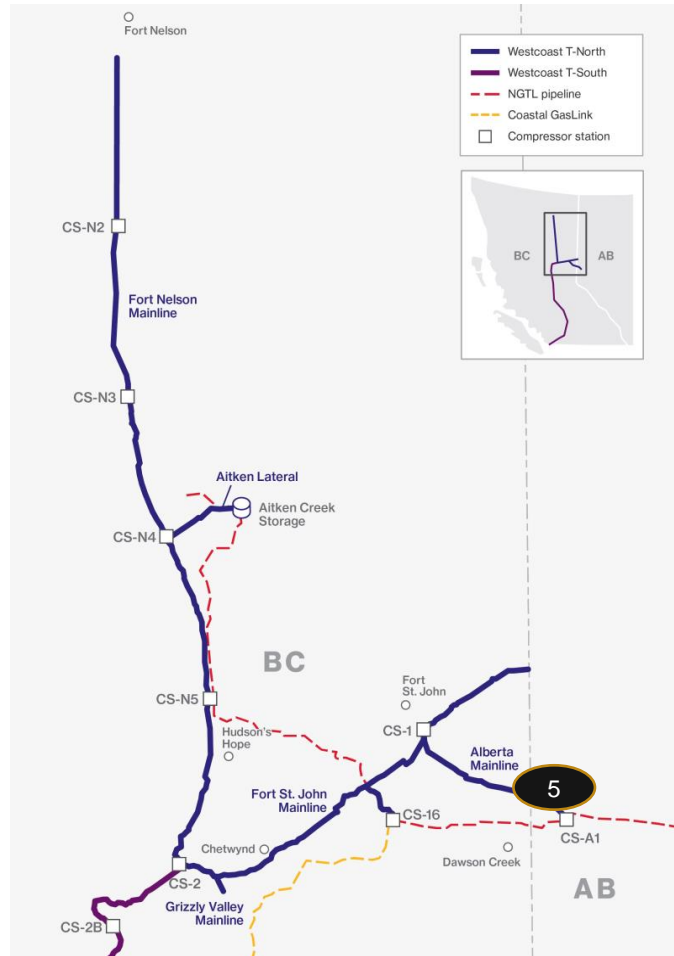 Fort Nelson
Westcoast T-North
Westcoast T-South
NGTL pipeline
Coastal GasLink
Compressor station
BC
AB
CS-N2
Fort Nelson
Mainline
CS-N3
Aitken Lateral
Aitken Creek
Storage
CS-N4
BC
Fort
St. John
CS-N5
CS-1
Hudson's
Hope
Alberta
Mainline
Fort St. John
Mainline
5
CS-16
CS-A1
Chetwynd
Dawson Creek
CS-2
AB
Grizzly Valley
Mainline
CS-2B